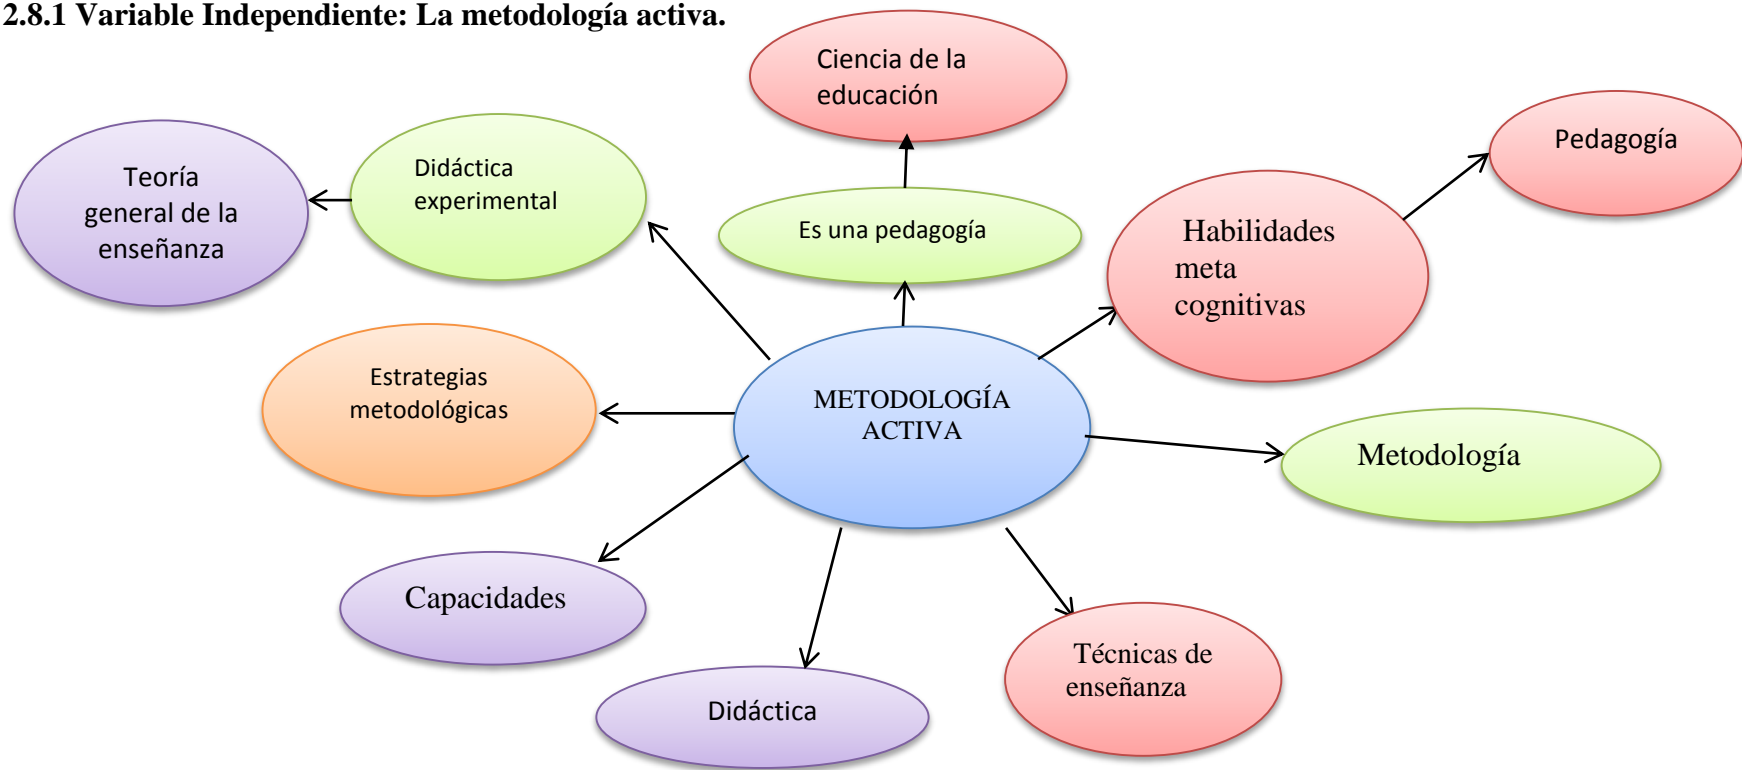 2.8.1 Variable Independiente: La metodología activa.
Ciencia de la
educación
Pedagogía
Teoría
general de la
enseñanza
Didáctica
experimental
Es una pedagogía
Habilidades
meta
cognitivas
Estrategias
metodológicas
METODOLOGÍA
ACTIVA
Metodología
Capacidades
Didáctica
Técnicas de
enseñanza